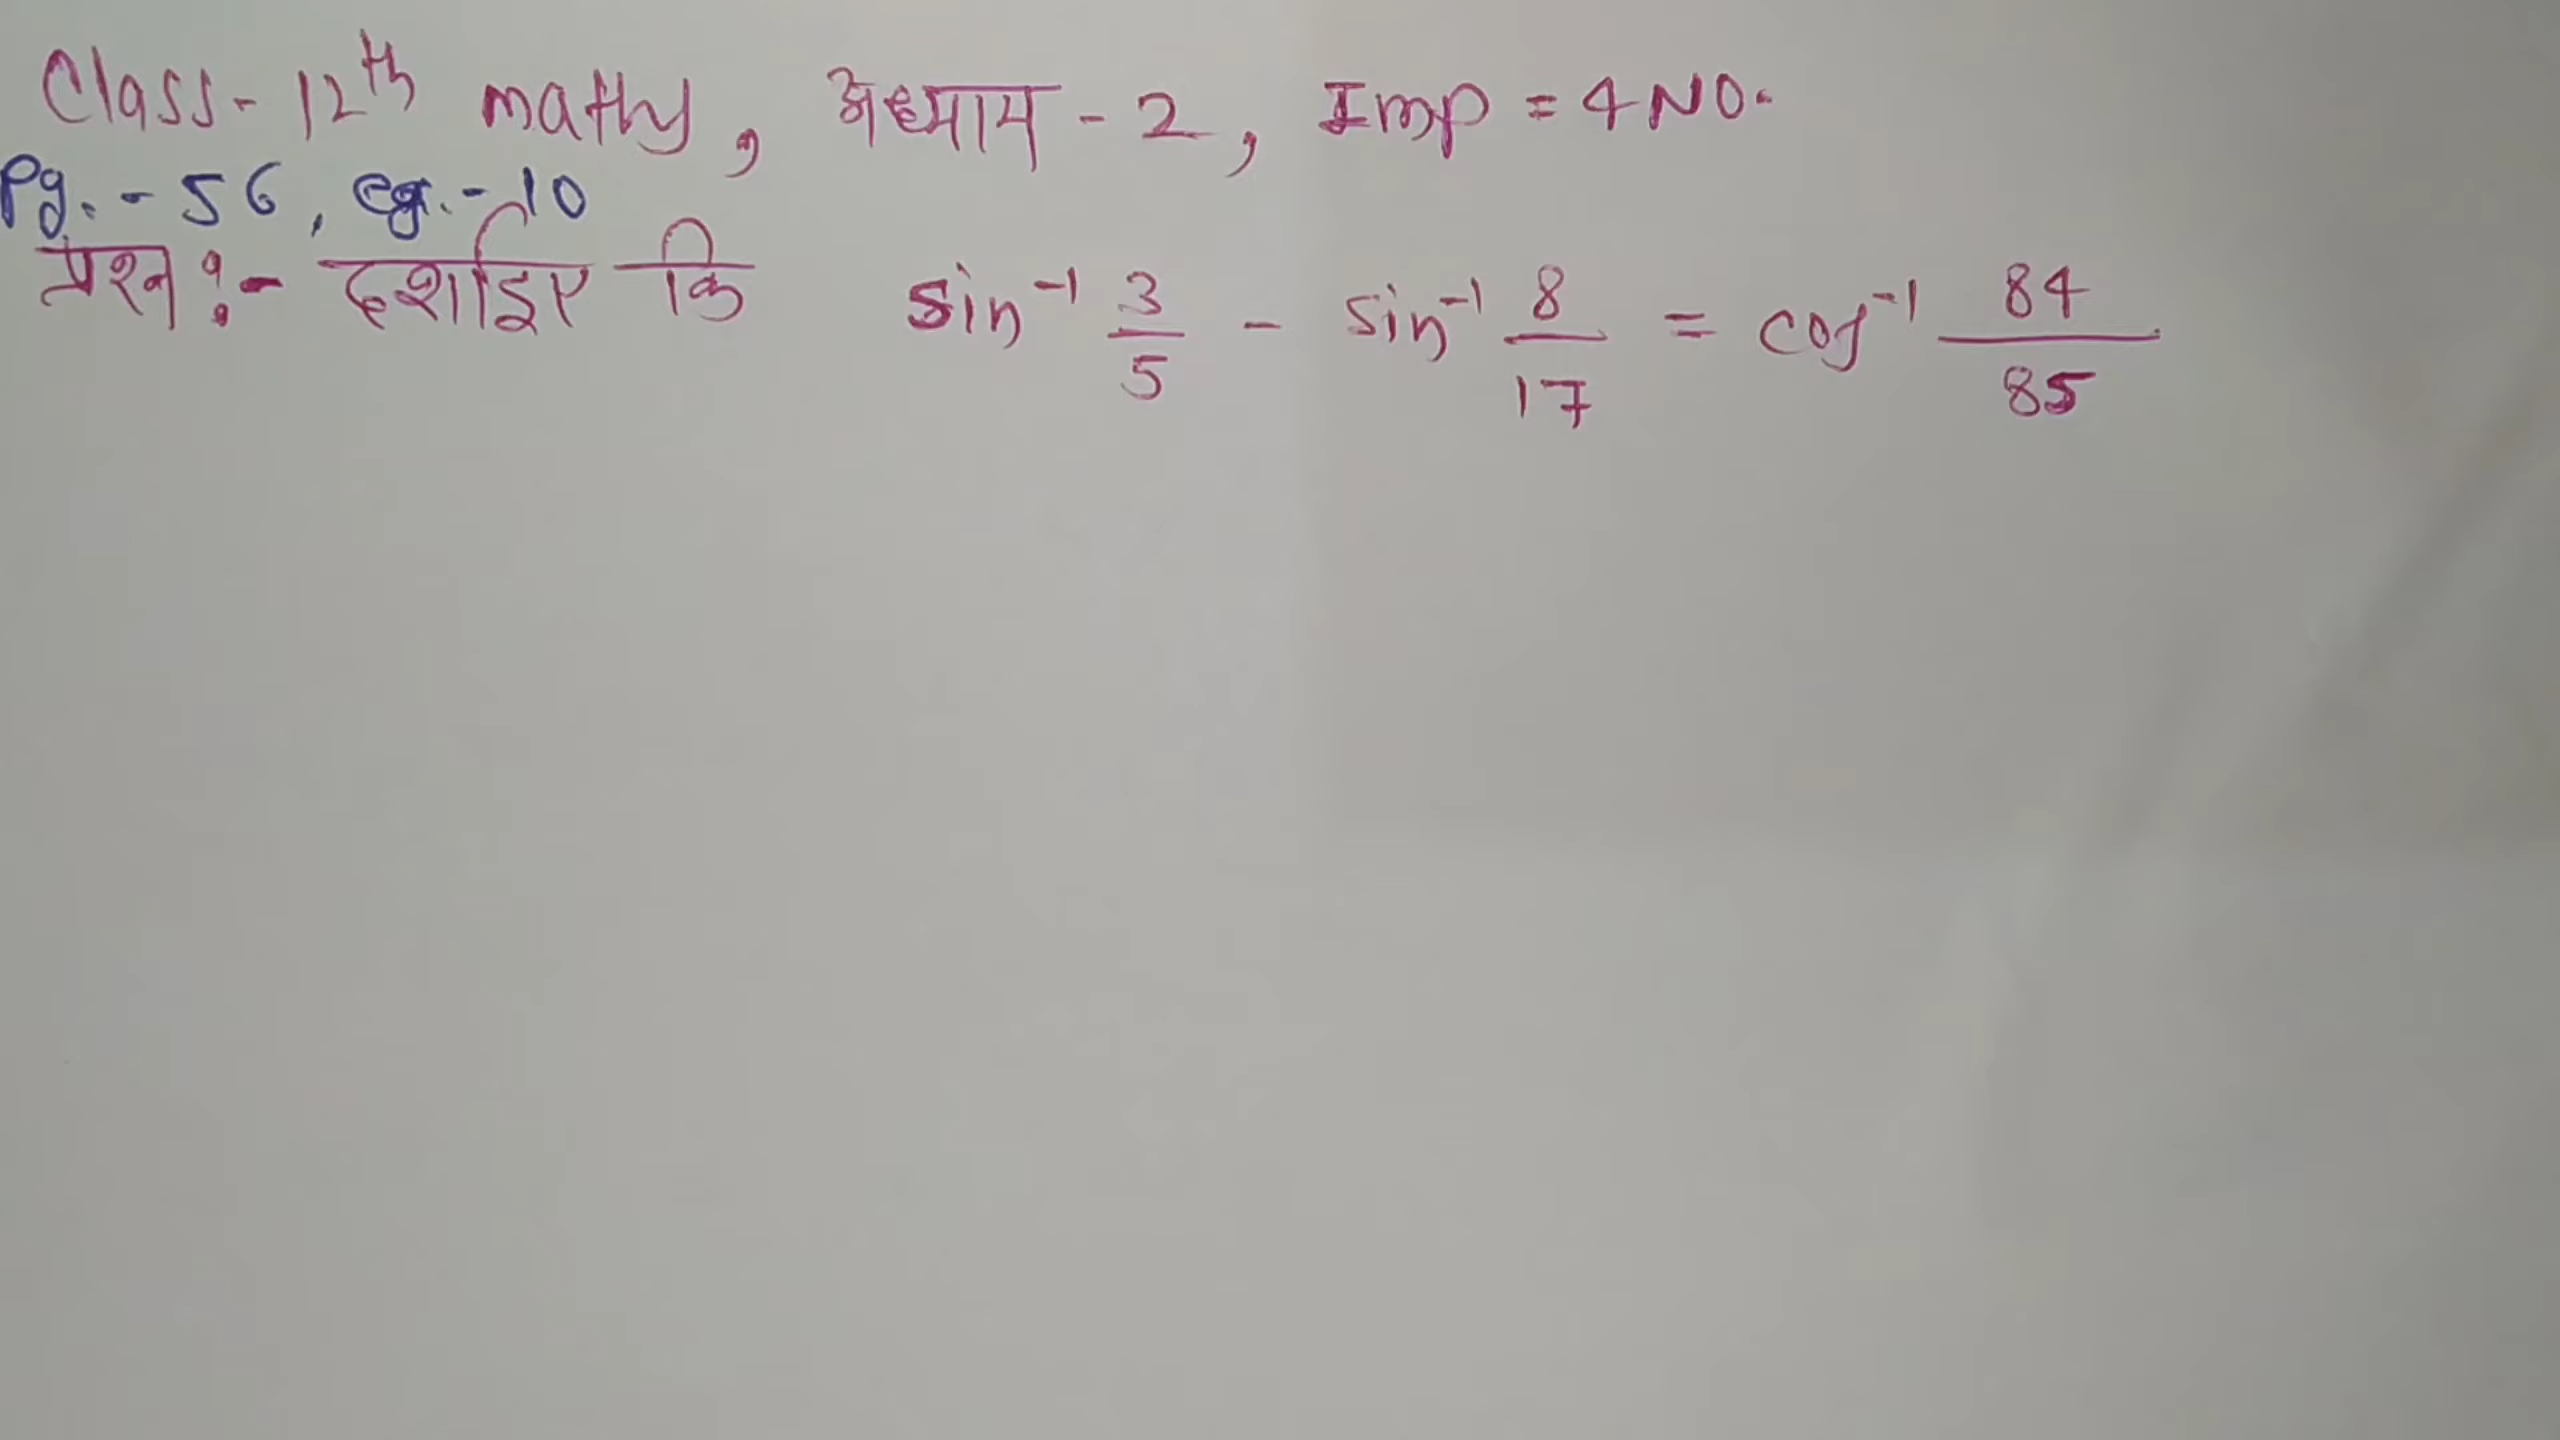 Class - 12th maths, अध्याय - 2, Imp = 4 NO.
Pg. - 56, eg. - 10
प्रश्न :- दर्शाइए कि sin⁻¹ 3/5 - sin⁻¹ 8/17 = cos⁻¹ 84/85